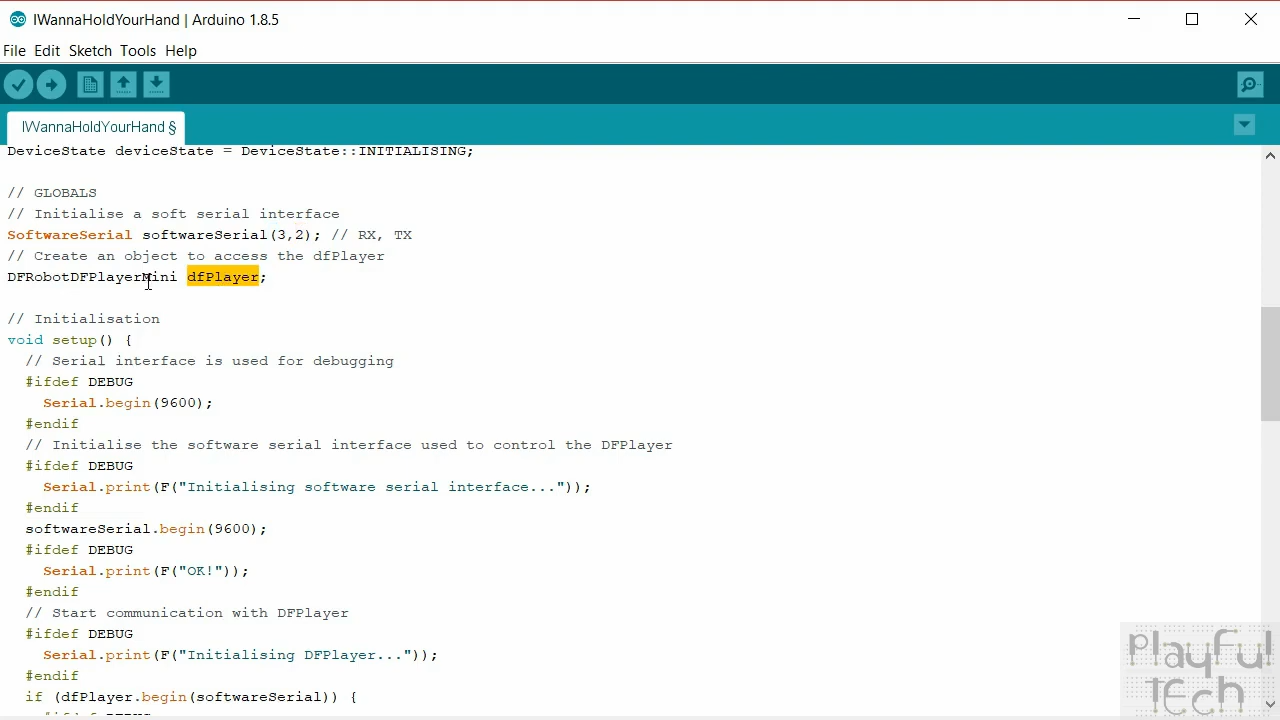 IWannaHoldYourHand | Arduino 1.8.5
File Edit Sketch Tools Help
IWannaHoldYourHand §
DeviceState deviceState = DeviceState::INITIALISING;
// GLOBALS
// Initialise a soft serial interface
SoftwareSerial softwareSerial(3,2); // RX, TX
// Create an object to access the dfPlayer
DFRobotDFPlayerMini dfPlayer;
// Initialisation
void setup() {
// Serial interface is used for debugging
#ifdef DEBUG
Serial.begin(9600);
#endif
// Initialise the software serial interface used to control the DFPlayer
#ifdef DEBUG
Serial.print(F("Initialising software serial interface..."));
#endif
softwareSerial.begin(9600);
#ifdef DEBUG
Serial.print(F("OK!"));
#endif
// Start communication with DFPlayer
#ifdef DEBUG
Serial.print(F("Initialising DFPlayer..."));
#endif
if (dfPlayer.begin(softwareSerial)) {
#ifdef DEBUG
Playful
Tech